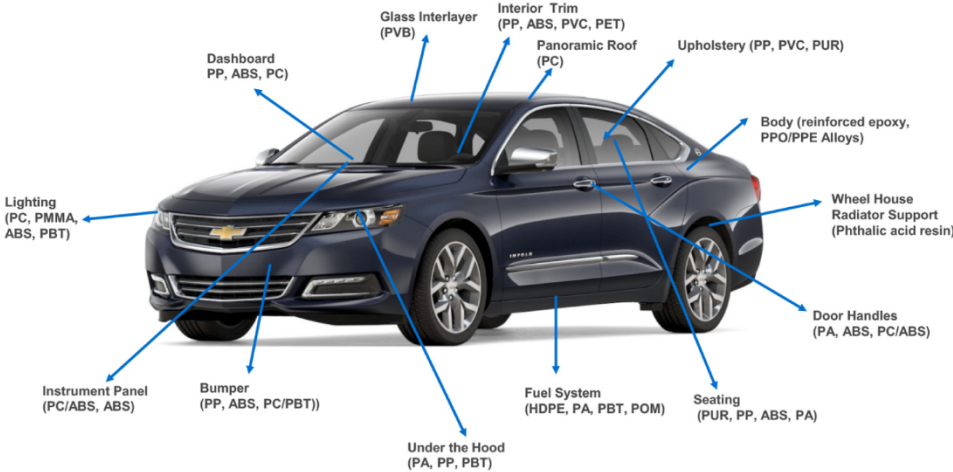 Glass Interlayer
(PVB)
Interior Trim
(PP, ABS, PVC, PET)
Panoramic Roof
(PC)
Upholstery (PP, PVC, PUR)
Dashboard
PP, ABS, PC)
Body (reinforced epoxy,
PPO/PPE Alloys)
Lighting
(PC, PMMA,
ABS, PBT)
Wheel House
Radiator Support
(Phthalic acid resin)
IMPALA
Door Handles
(PA, ABS, PC/ABS)
Instrument Panel
(PC/ABS, ABS)
Bumper
(PP, ABS, PC/PBT))
Fuel System
(HDPE, PA, PBT, POM)
Seating
(PUR, PP, ABS, PA)
Under the Hood
(PA, PP, PBT)